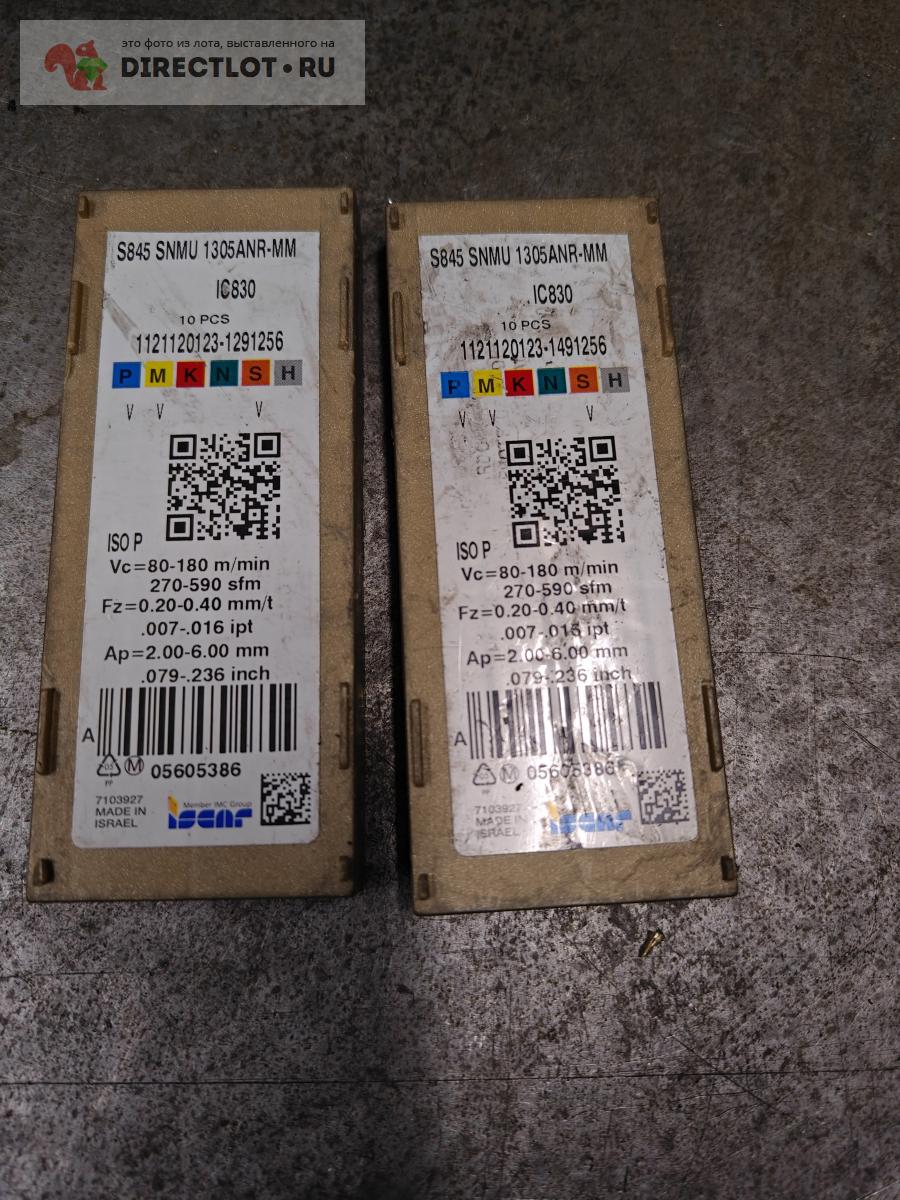 это фото из лота, выставленного на
DIRECTLOT•RU
S845 SNMU 1305ANR-MM
IC830
10 PCS
1121120123-1291256
P M K N S H
V V V
ISO P
Vc=80-180 m/min
270-590 sfm
Fz=0.20-0.40 mm/t
.007-.016 ipt
Ap=2.00-6.00 mm
.079-.236 inch
A
PP
M
05605386
7103927
MADE IN
ISRAEL
Member IMC Group
iscar
S845 SNMU 1305ANR-MM
IC830
10 PCS
1121120123-1491256
P M K N S H
V V V
ISO P
Vc=80-180 m/min
270-590 sfm
Fz=0.20-0.40 mm/t
.007-.016 ipt
Ap=2.00-6.00 mm
.079-.236 inch
A
PP
M
05605386
7103927
MADE IN
ISRAEL
iscar